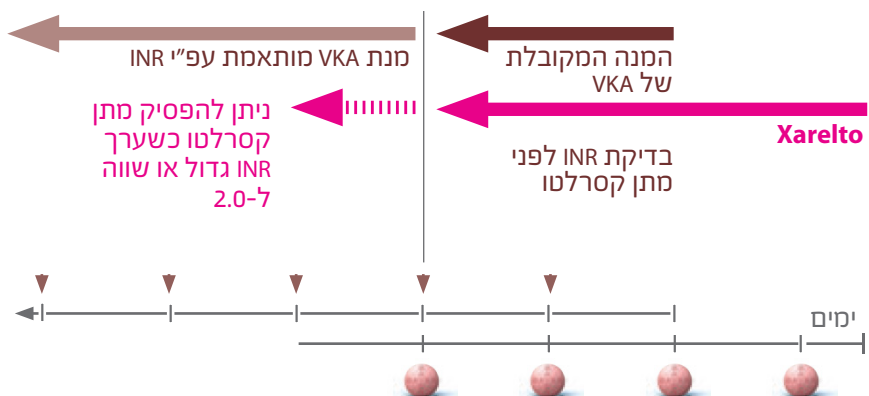 המנה המקובלת
של VKA
מנת VKA מותאמת עפ״י INR
Xarelto
ניתן להפסיק מתן
קסרלטו כשערך
INR גדול או שווה
ל-2.0
בדיקת INR לפני
מתן קסרלטו
ימים